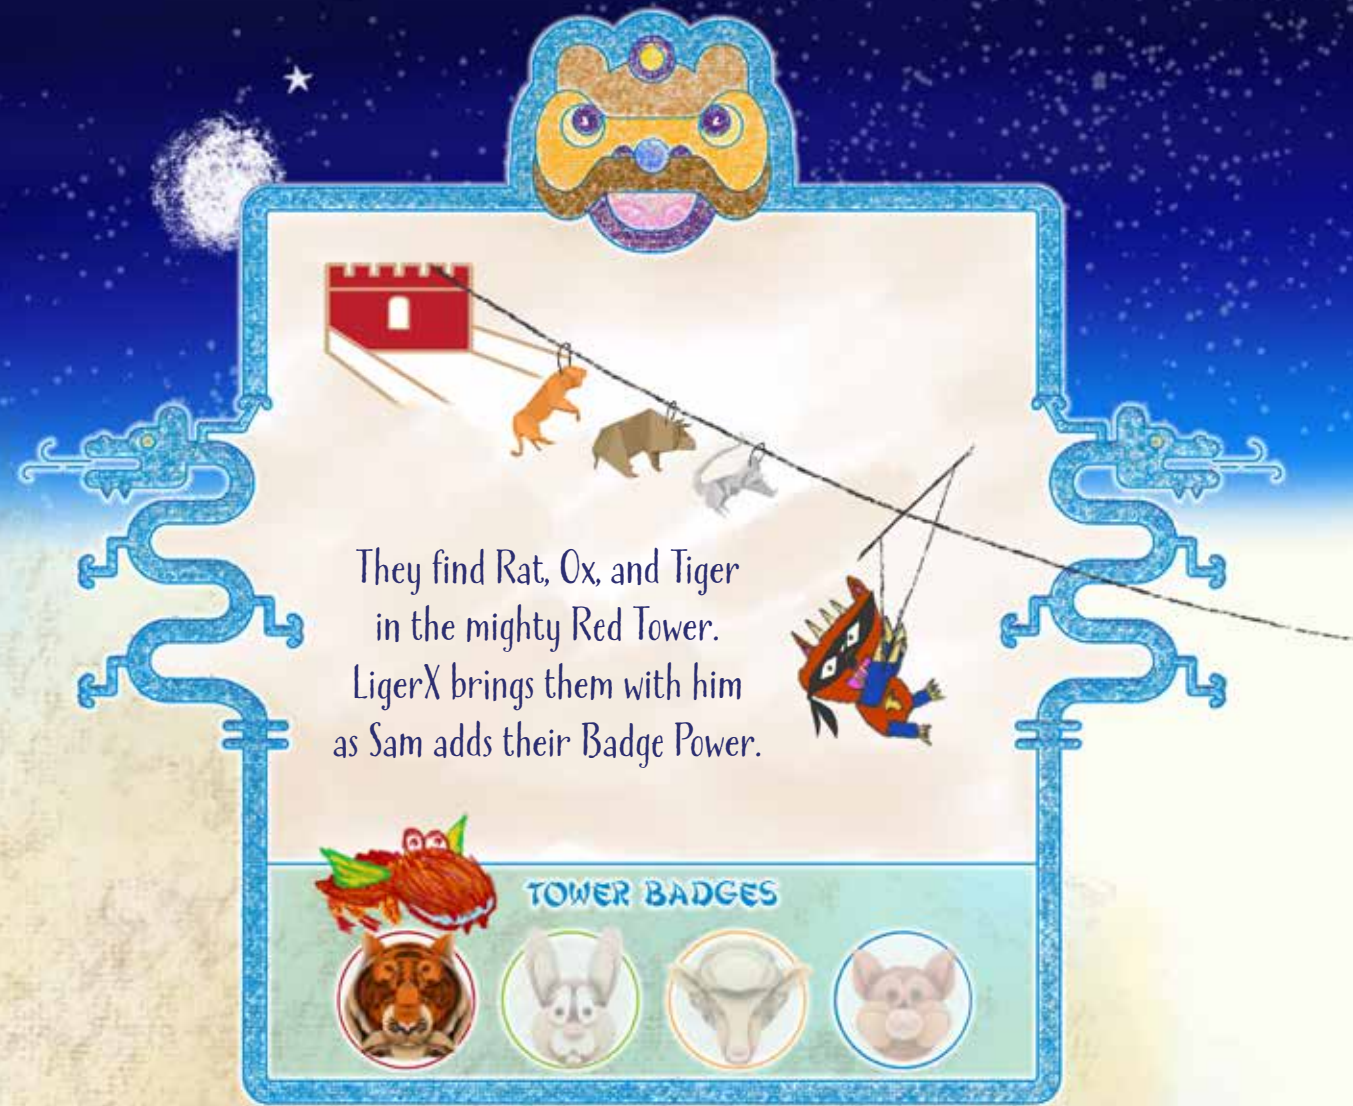 They find Rat, Ox, and Tiger
in the mighty Red Tower.
LigerX brings them with him
as Sam adds their Badge Power.
TOWER BADGES